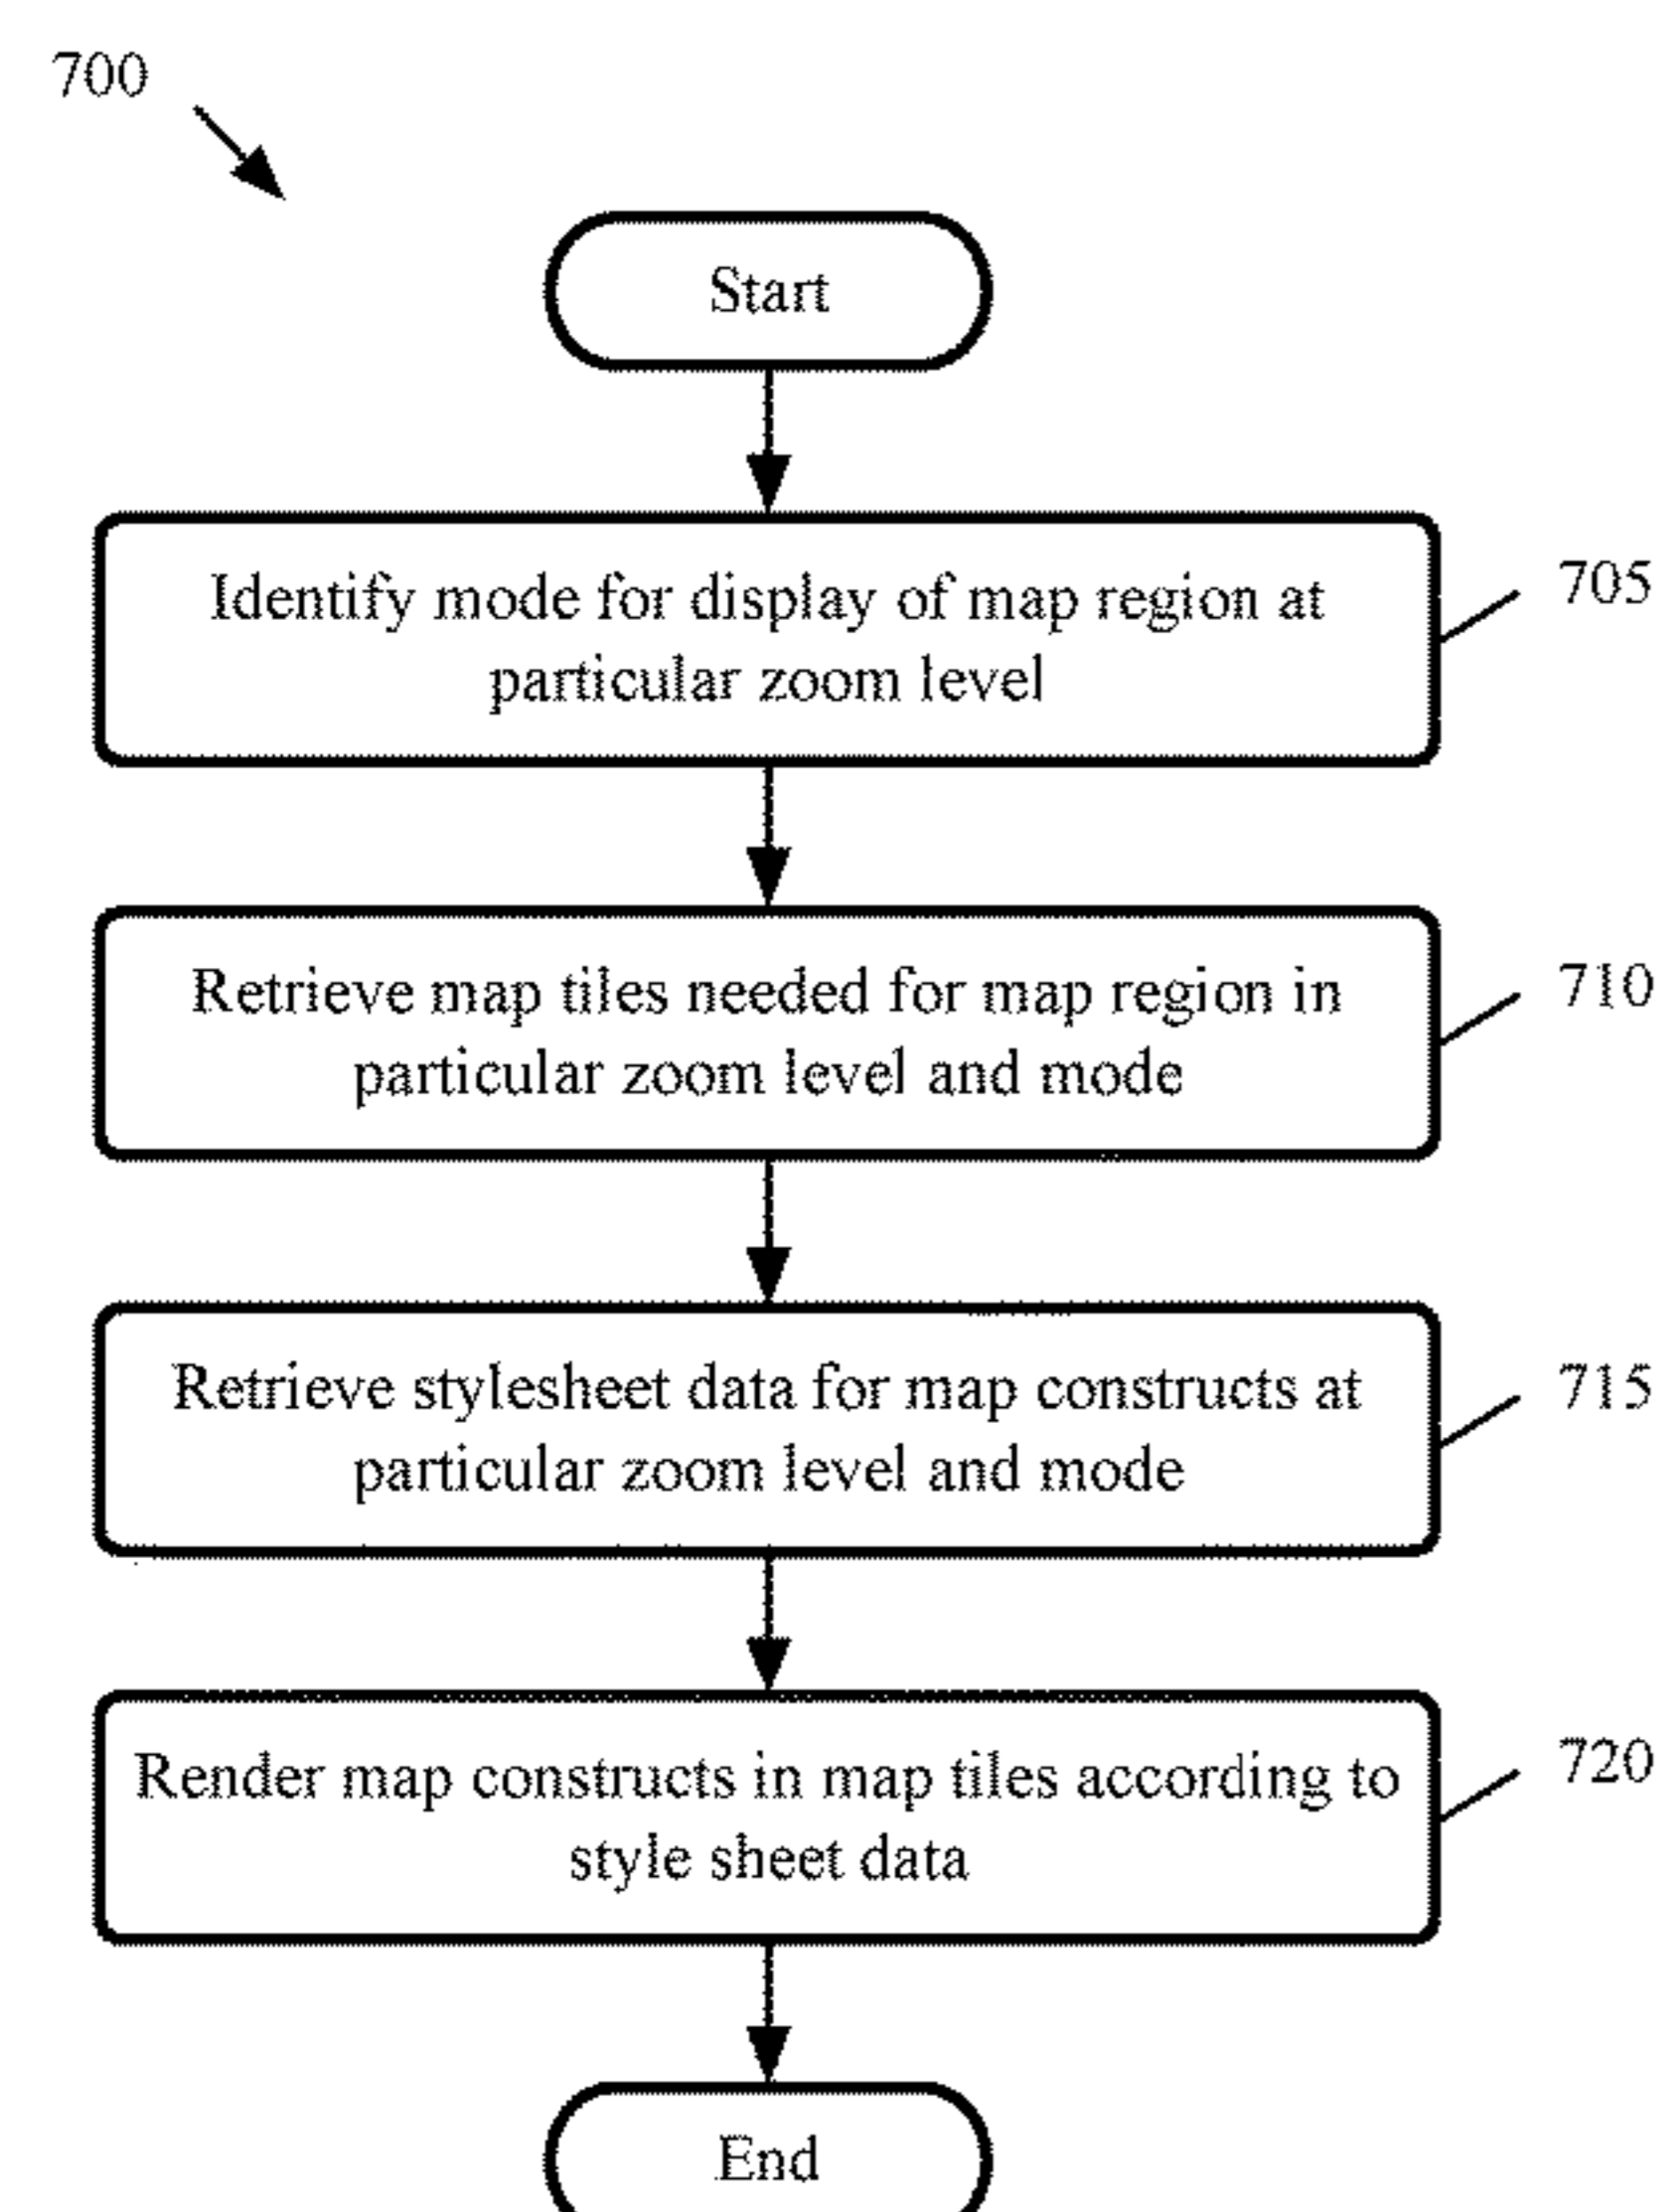 700
Start
Identify mode for display of map region at
particular zoom level
705
Retrieve map tiles needed for map region in
particular zoom level and mode
710
Retrieve stylesheet data for map constructs at
particular zoom level and mode
715
Render map constructs in map tiles according to
style sheet data
720
End